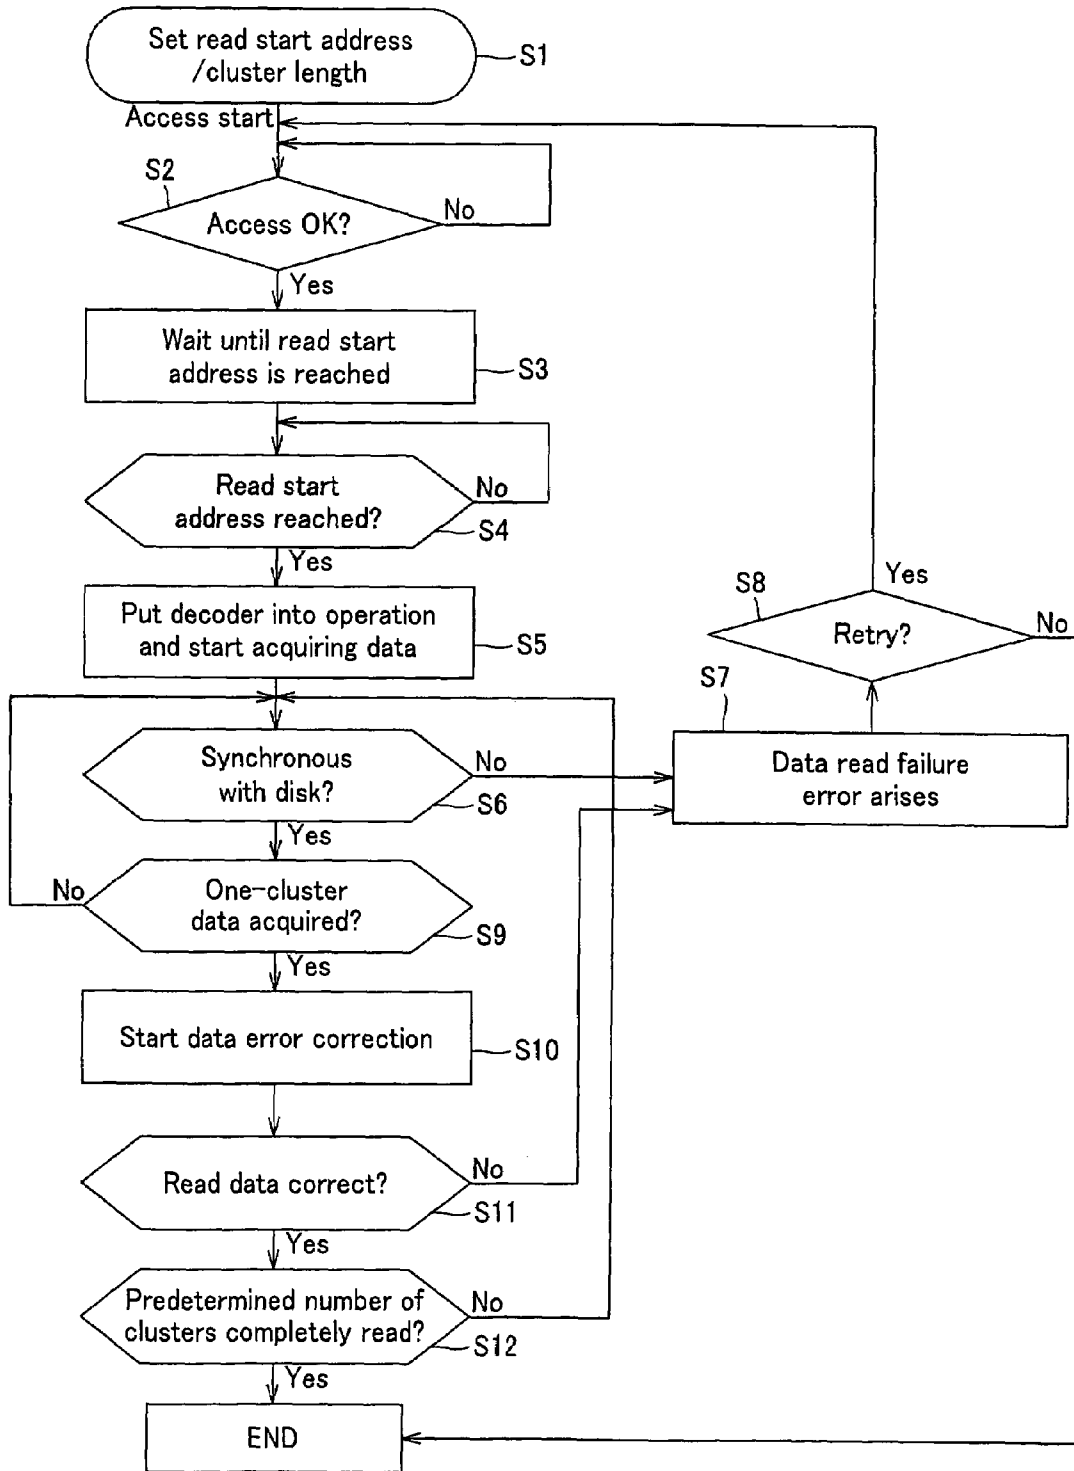 Set read start address
/cluster length
S1
Access start
S2
Access OK?
No
Yes
Wait until read start
address is reached
S3
Read start
address reached?
No
S4
Yes
Put decoder into operation
and start acquiring data
S5
Yes
S8
Retry?
No
S7
Data read failure
error arises
Synchronous
with disk?
No
S6
Yes
No
One-cluster
data acquired?
S9
Yes
Start data error correction
S10
Read data correct?
No
S11
Yes
Predetermined number of
clusters completely read?
No
S12
Yes
END